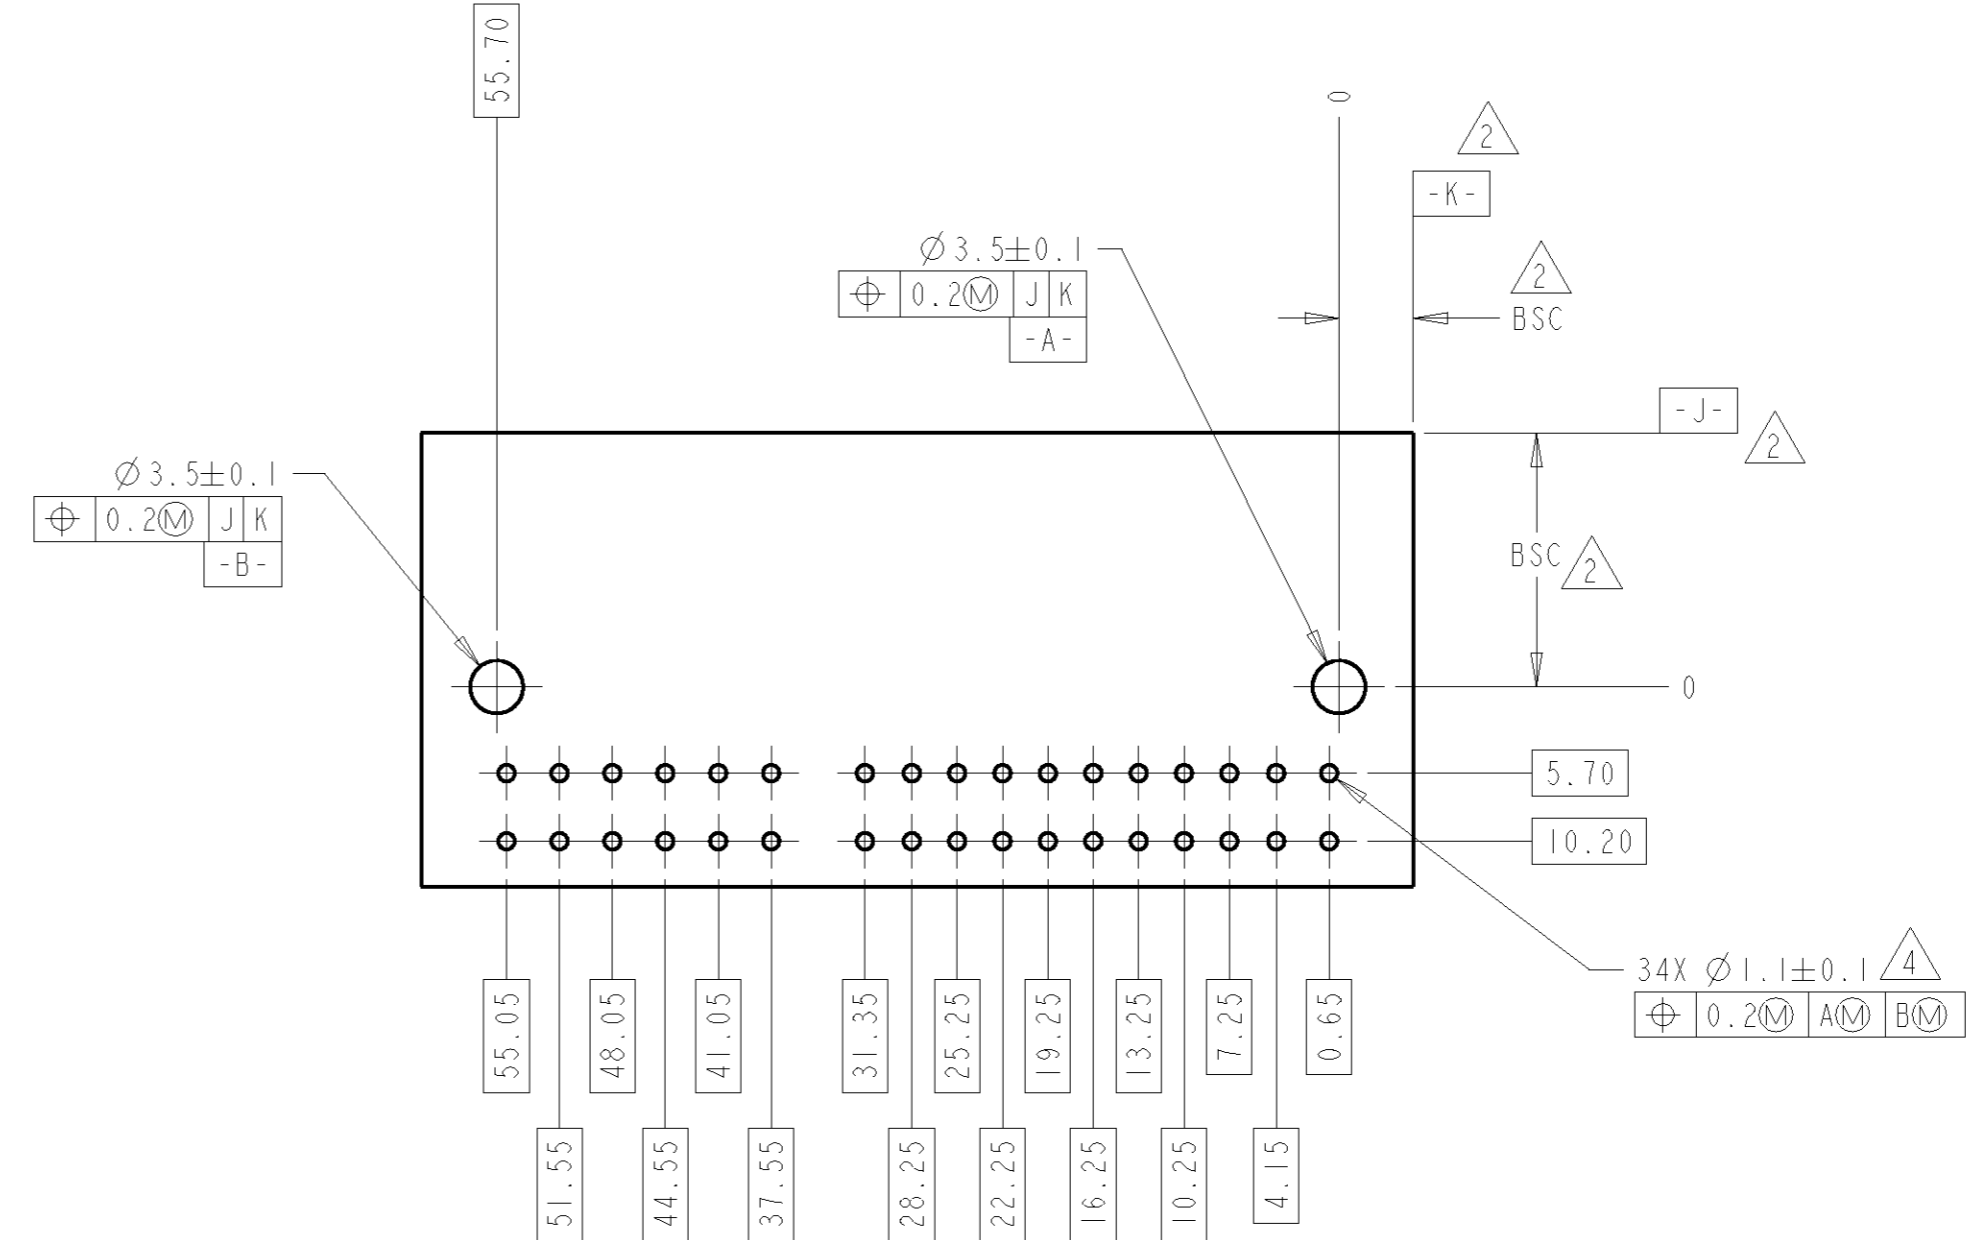 55.70
0
2
-K-
⌀3.5±0.1
⌖ 0.2Ⓜ J K
-A-
2
BSC
-J-
2
⌀3.5±0.1
⌖ 0.2Ⓜ J K
-B-
BSC 2
0
5.70
10.20
34X ⌀1.1±0.1 4
⌖ 0.2Ⓜ AⓂ BⓂ
55.05
48.05
41.05
31.35
25.25
19.25
13.25
7.25
0.65
51.55
44.55
37.55
28.25
22.25
16.25
10.25
4.15